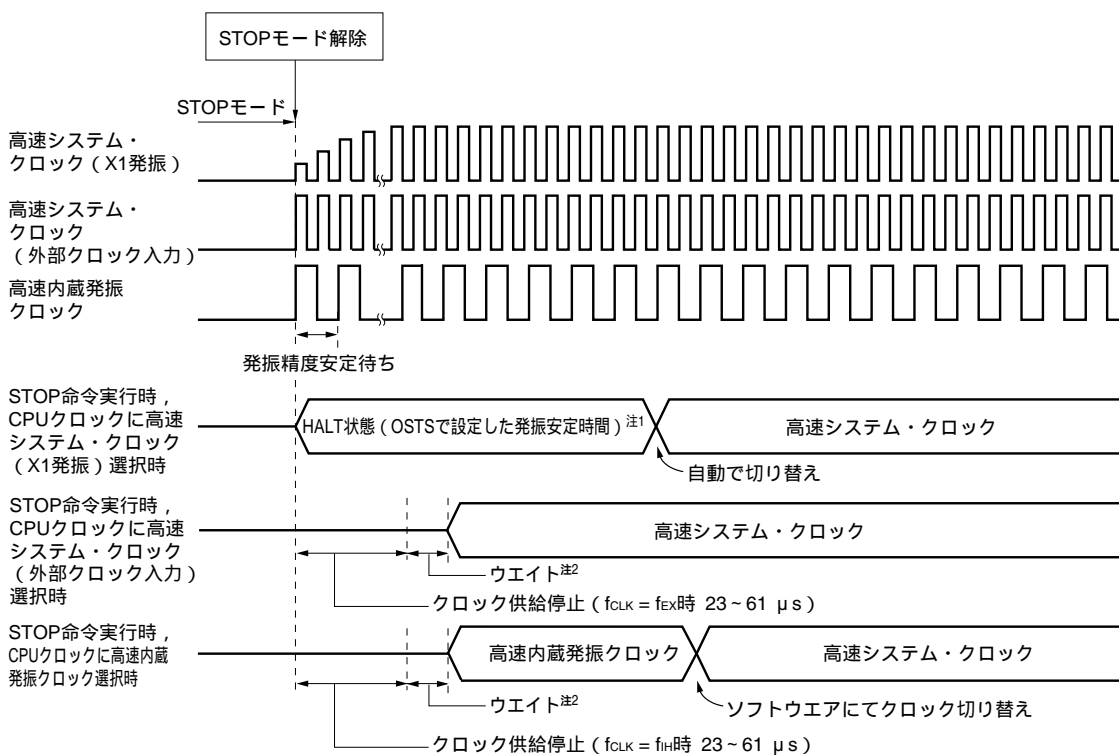 STOPモード解除
STOPモード
高速システム・
クロック（X1発振）
高速システム・
クロック
（外部クロック入力）
高速内蔵発振
クロック
発振精度安定待ち
STOP命令実行時，
CPUクロックに高速
システム・クロック
（X1発振）選択時
HALT状態（OSTSで設定した発振安定時間）注1
高速システム・クロック
自動で切り替え
STOP命令実行時，
CPUクロックに高速
システム・クロック
（外部クロック入力）
選択時
高速システム・クロック
ウエイト注2
クロック供給停止（fCLK = fEX時 23~61 μs）
STOP命令実行時，
CPUクロックに高速内蔵
発振クロック選択時
高速内蔵発振クロック
高速システム・クロック
ウエイト注2
ソフトウエアにてクロック切り替え
クロック供給停止（fCLK = fIH時 23~61 μs）